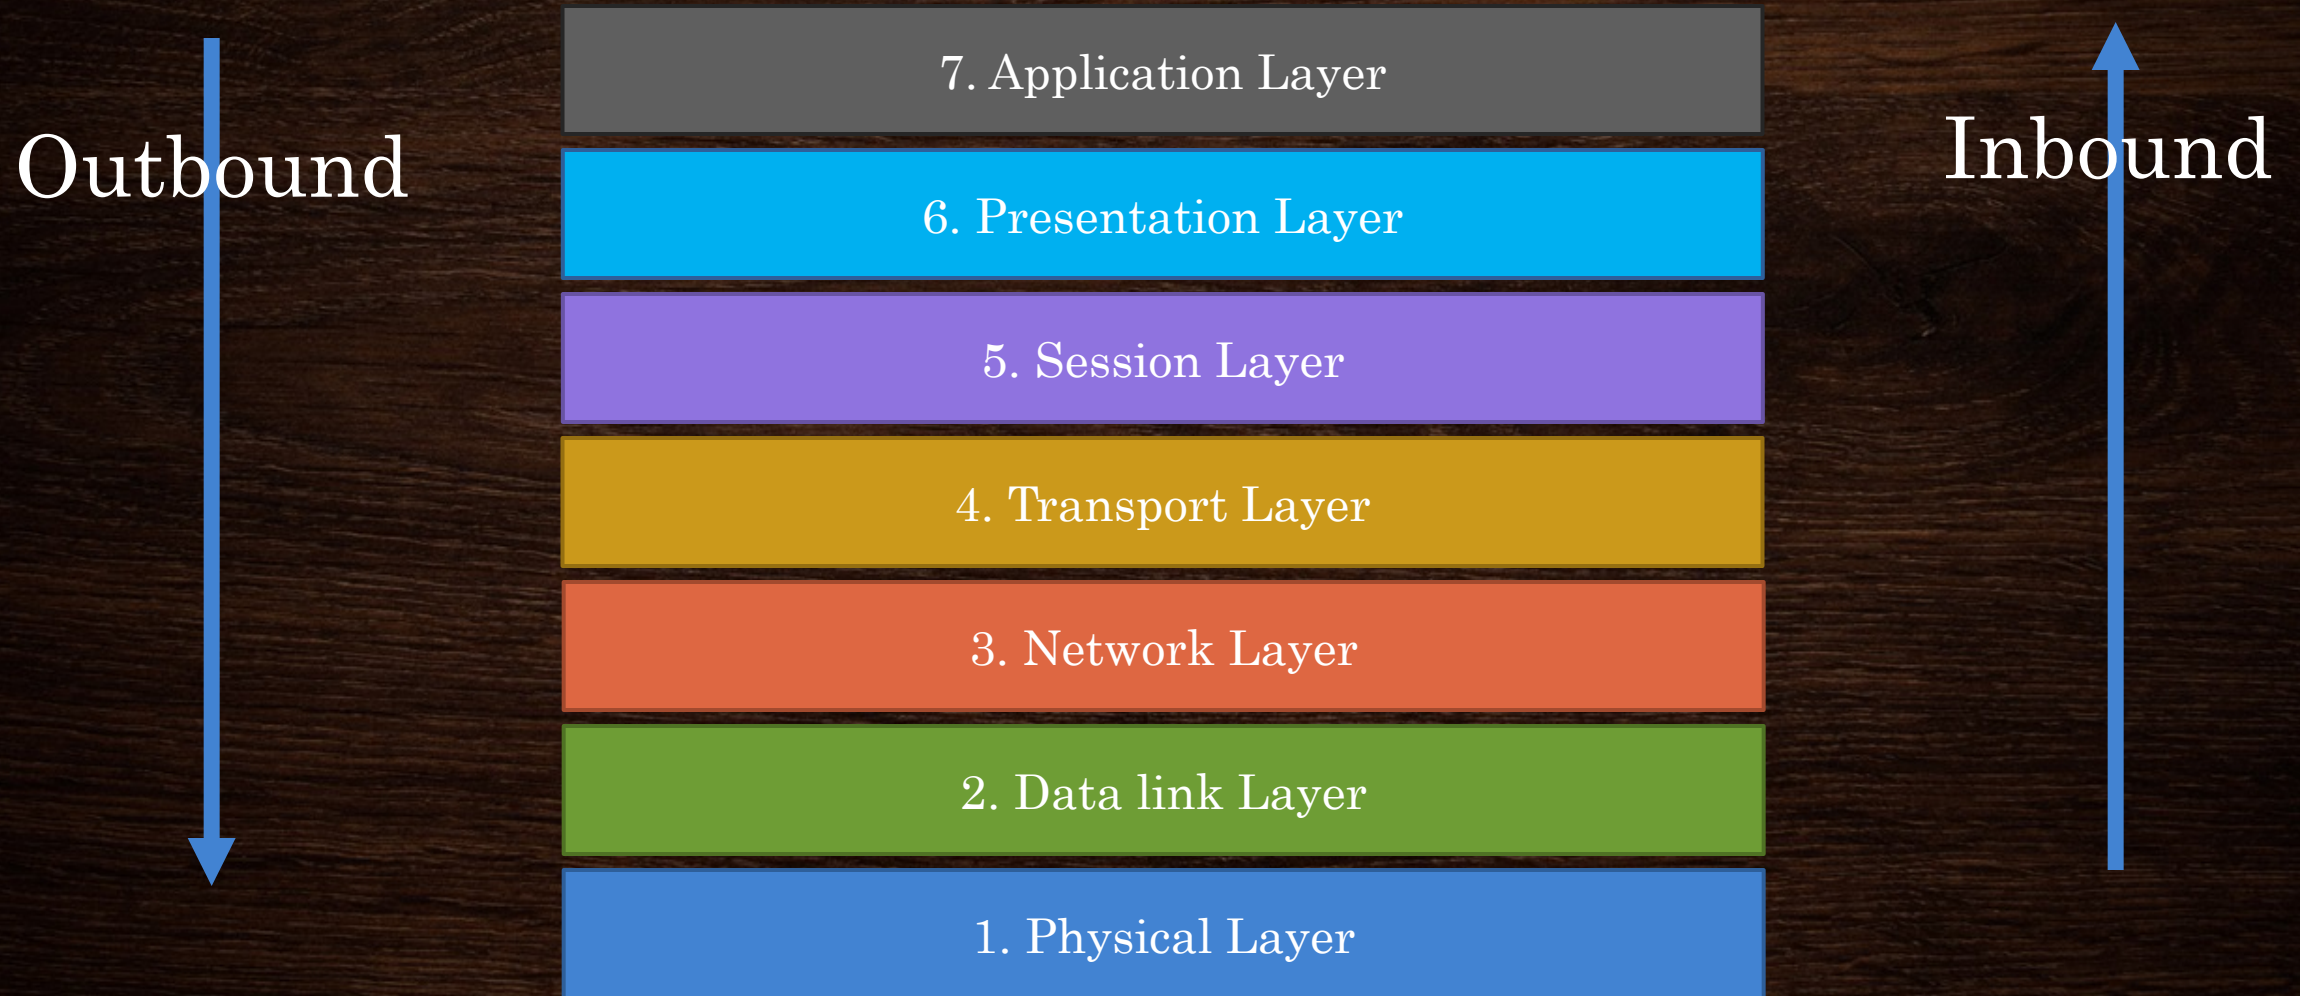 7. Application Layer
Outbound
Inbound
6. Presentation Layer
5. Session Layer
4. Transport Layer
3. Network Layer
2. Data link Layer
1. Physical Layer